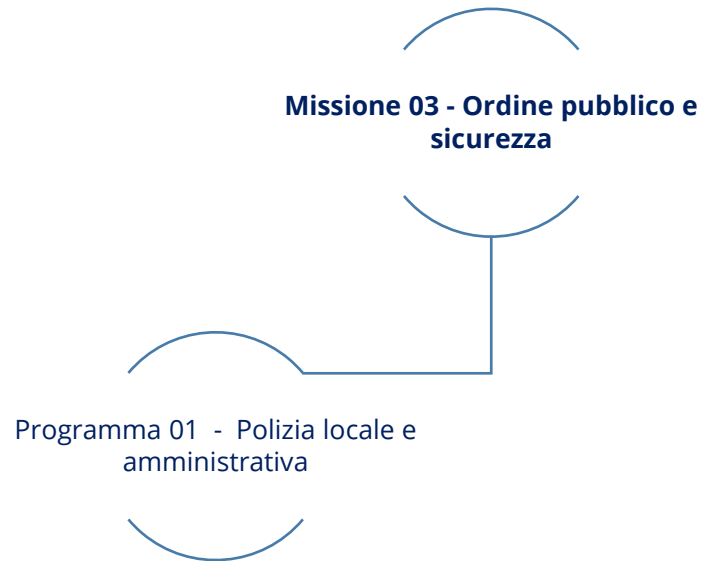 Missione 03 - Ordine pubblico e
sicurezza
Programma 01 - Polizia locale e
amministrativa